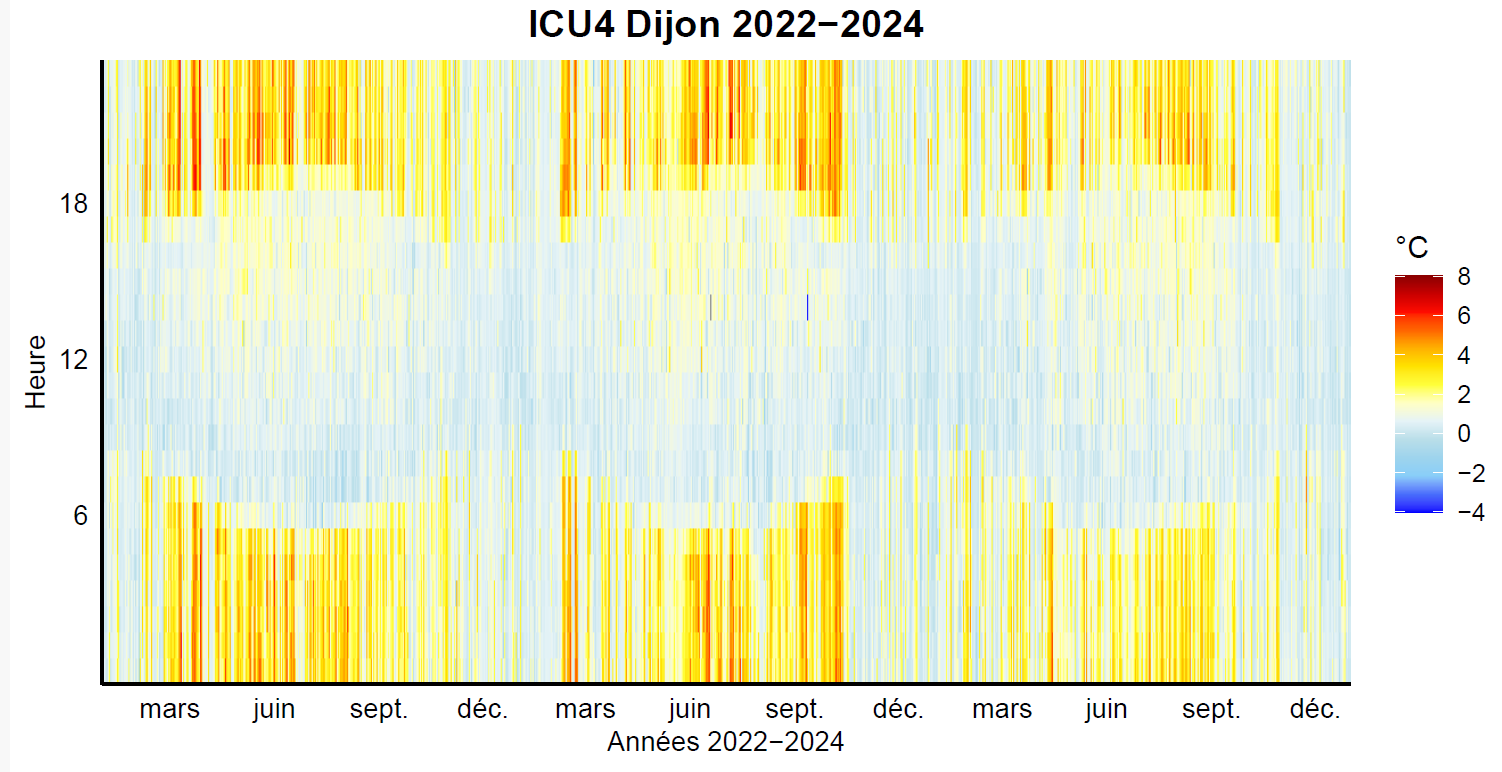 ICU4 Dijon 2022−2024
18
12
6
Heure
mars juin sept. déc. mars juin sept. déc. mars juin sept. déc.
Années 2022−2024
°C
8
6
4
2
0
−2
−4